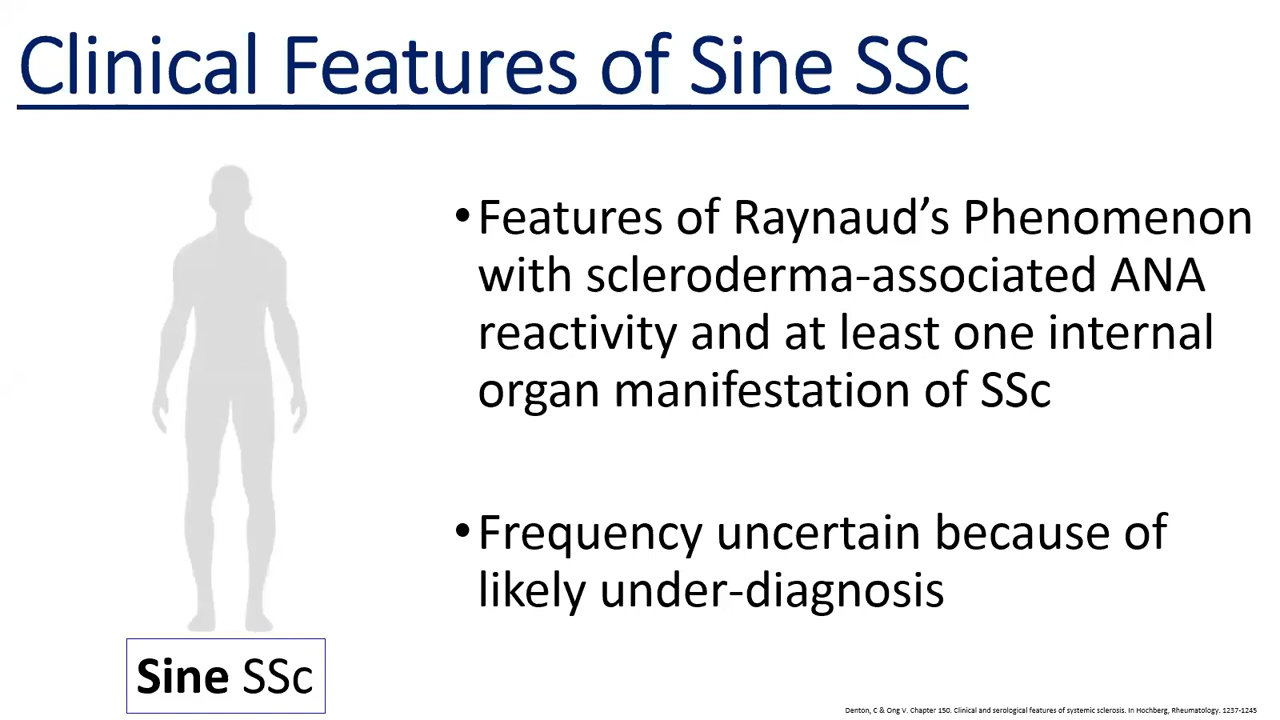 Clinical Features of Sine SSc
•Features of Raynaud’s Phenomenon
with scleroderma-associated ANA
reactivity and at least one internal
organ manifestation of SSc
•Frequency uncertain because of
likely under-diagnosis
Sine SSc
Denton, C & Ong V. Chapter 150. Clinical and serological features of systemic sclerosis. In Hochberg, Rheumatology. 1237-1245